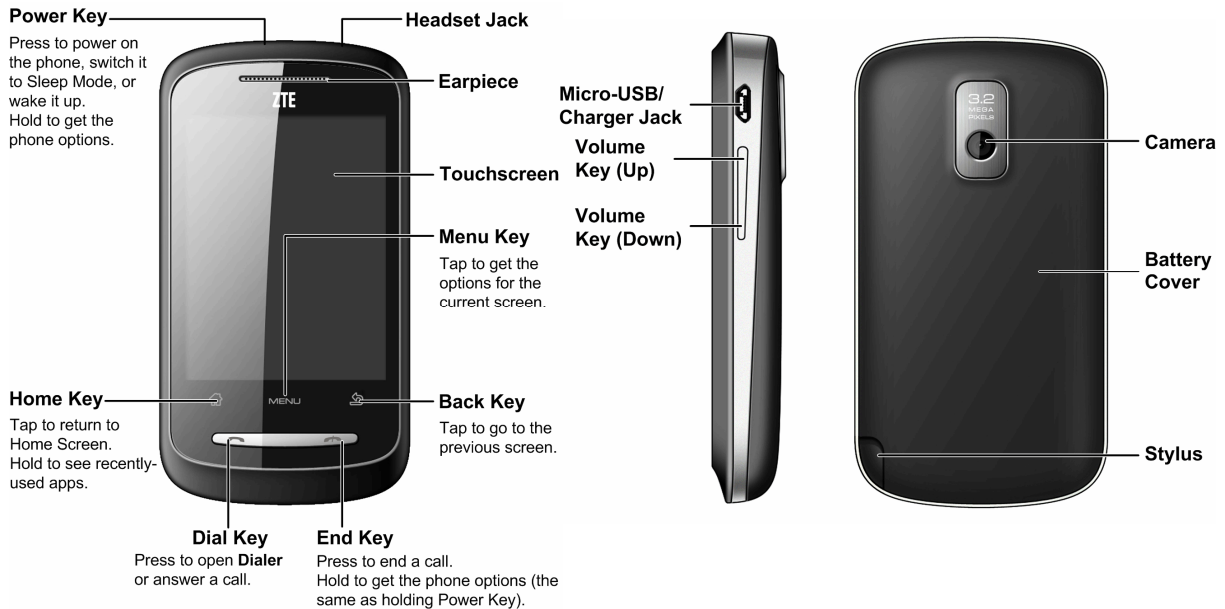 Power Key
Press to power on
the phone, switch it
to Sleep Mode, or
wake it up.
Hold to get the
phone options.
Headset Jack
Earpiece
ZTE
Touchscreen
Menu Key
Tap to get the
options for the
current screen.
Home Key
Tap to return to
Home Screen.
Hold to see recently-
used apps.
MENU
Back Key
Tap to go to the
previous screen.
Dial Key
Press to open Dialer
or answer a call.
End Key
Press to end a call.
Hold to get the phone options (the
same as holding Power Key).
Micro-USB/
Charger Jack
Volume
Key (Up)
Volume
Key (Down)
3.2
MEGA
PIXELS
Camera
Battery
Cover
Stylus